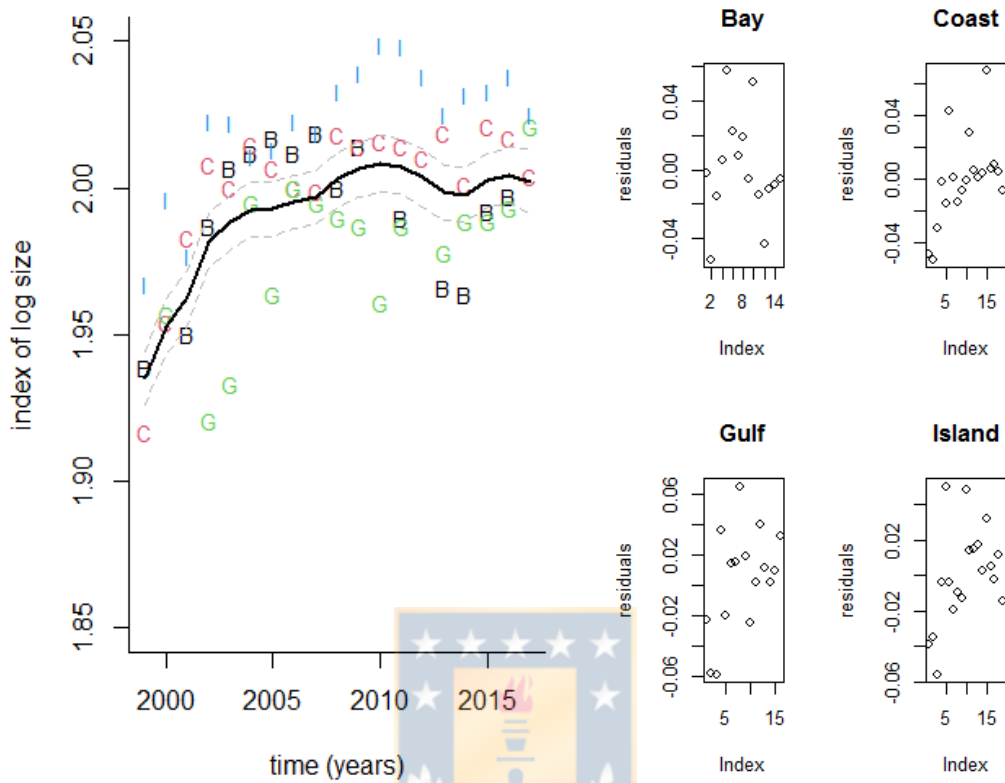 index of log size
2.05
2.00
1.95
1.90
1.85
I I I I I I I I I I I I I I I I I I I
C C C C C C C C C C C C C C C C C
B B B B B B B B B B B B B B B
G G G G G G G G G G G G G G G G
2000 2005 2010 2015
time (years)
Bay
residuals
0.04
0.00
-0.04
2 8 14
Index
Coast
residuals
0.04
0.00
-0.04
5 15
Index
Gulf
residuals
0.06
0.02
-0.02
-0.06
5 15
Index
Island
residuals
0.02
-0.02
-0.06
5 15
Index